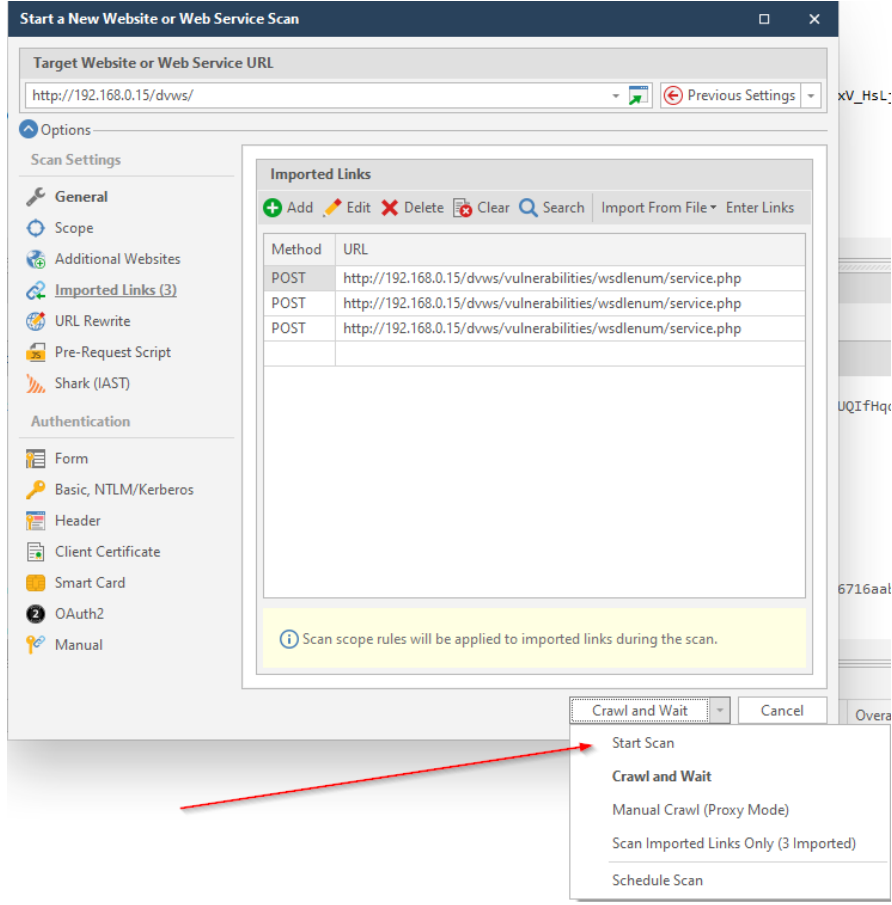 Start a New Website or Web Service Scan
Target Website or Web Service URL
http://192.168.0.15/dvws/
Previous Settings
Options
Scan Settings
General
Scope
Additional Websites
Imported Links (3)
URL Rewrite
JS
Pre-Request Script
Shark (IAST)
Authentication
Form
Basic, NTLM/Kerberos
Header
Client Certificate
Smart Card
2
OAuth2
Manual
Imported Links
Add Edit Delete Clear Search Import From File Enter Links
Method URL
POST http://192.168.0.15/dvws/vulnerabilities/wsdlenum/service.php
POST http://192.168.0.15/dvws/vulnerabilities/wsdlenum/service.php
POST http://192.168.0.15/dvws/vulnerabilities/wsdlenum/service.php
Scan scope rules will be applied to imported links during the scan.
Crawl and Wait Cancel
Start Scan
Crawl and Wait
Manual Crawl (Proxy Mode)
Scan Imported Links Only (3 Imported)
Schedule Scan